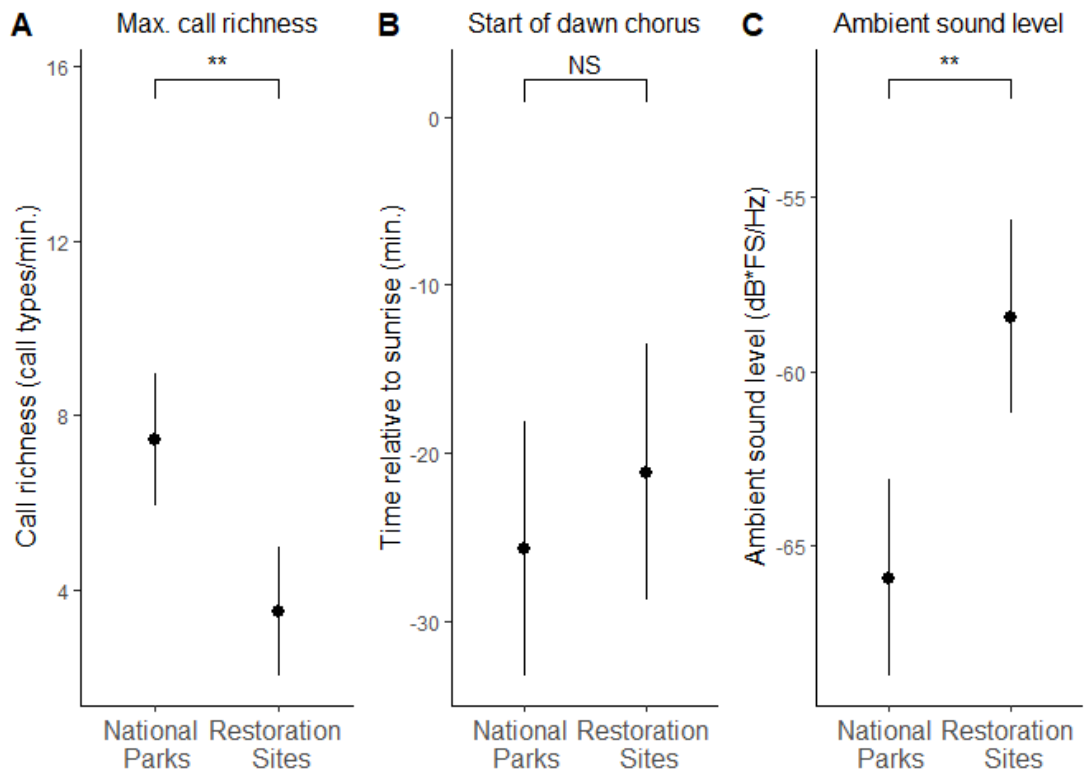 A Max. call richness
**
16
12
8
4
Call richness (call types/min.)
National Restoration
Parks Sites
B Start of dawn chorus
NS
0
-10
-20
-30
Time relative to sunrise (min.)
National Restoration
Parks Sites
C Ambient sound level
**
-55
-60
-65
Ambient sound level (dB*FS/Hz)
National Restoration
Parks Sites